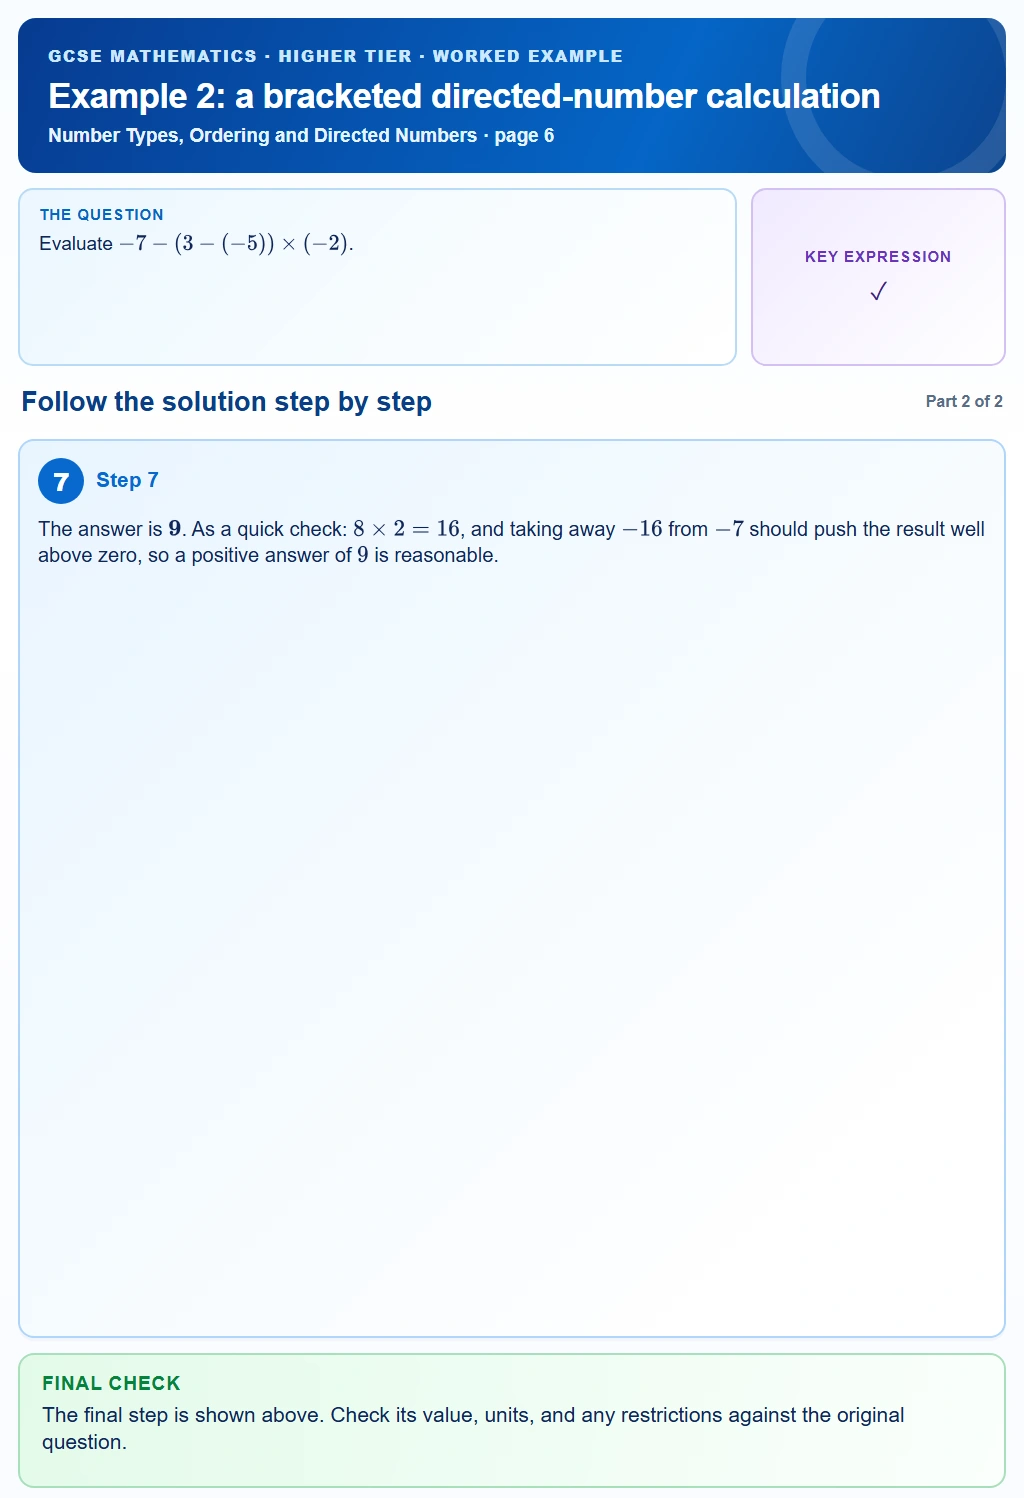 GCSE MATHEMATICS · HIGHER TIER · WORKED EXAMPLE
Example 2: a bracketed directed-number calculation
Number Types, Ordering and Directed Numbers · page 6
THE QUESTION
Evaluate −7 − (3 − (−5)) × (−2).
KEY EXPRESSION
✓
Follow the solution step by step
Part 2 of 2
7 Step 7
The answer is 9. As a quick check: 8 × 2 = 16, and taking away −16 from −7 should push the result well
above zero, so a positive answer of 9 is reasonable.
FINAL CHECK
The final step is shown above. Check its value, units, and any restrictions against the original
question.